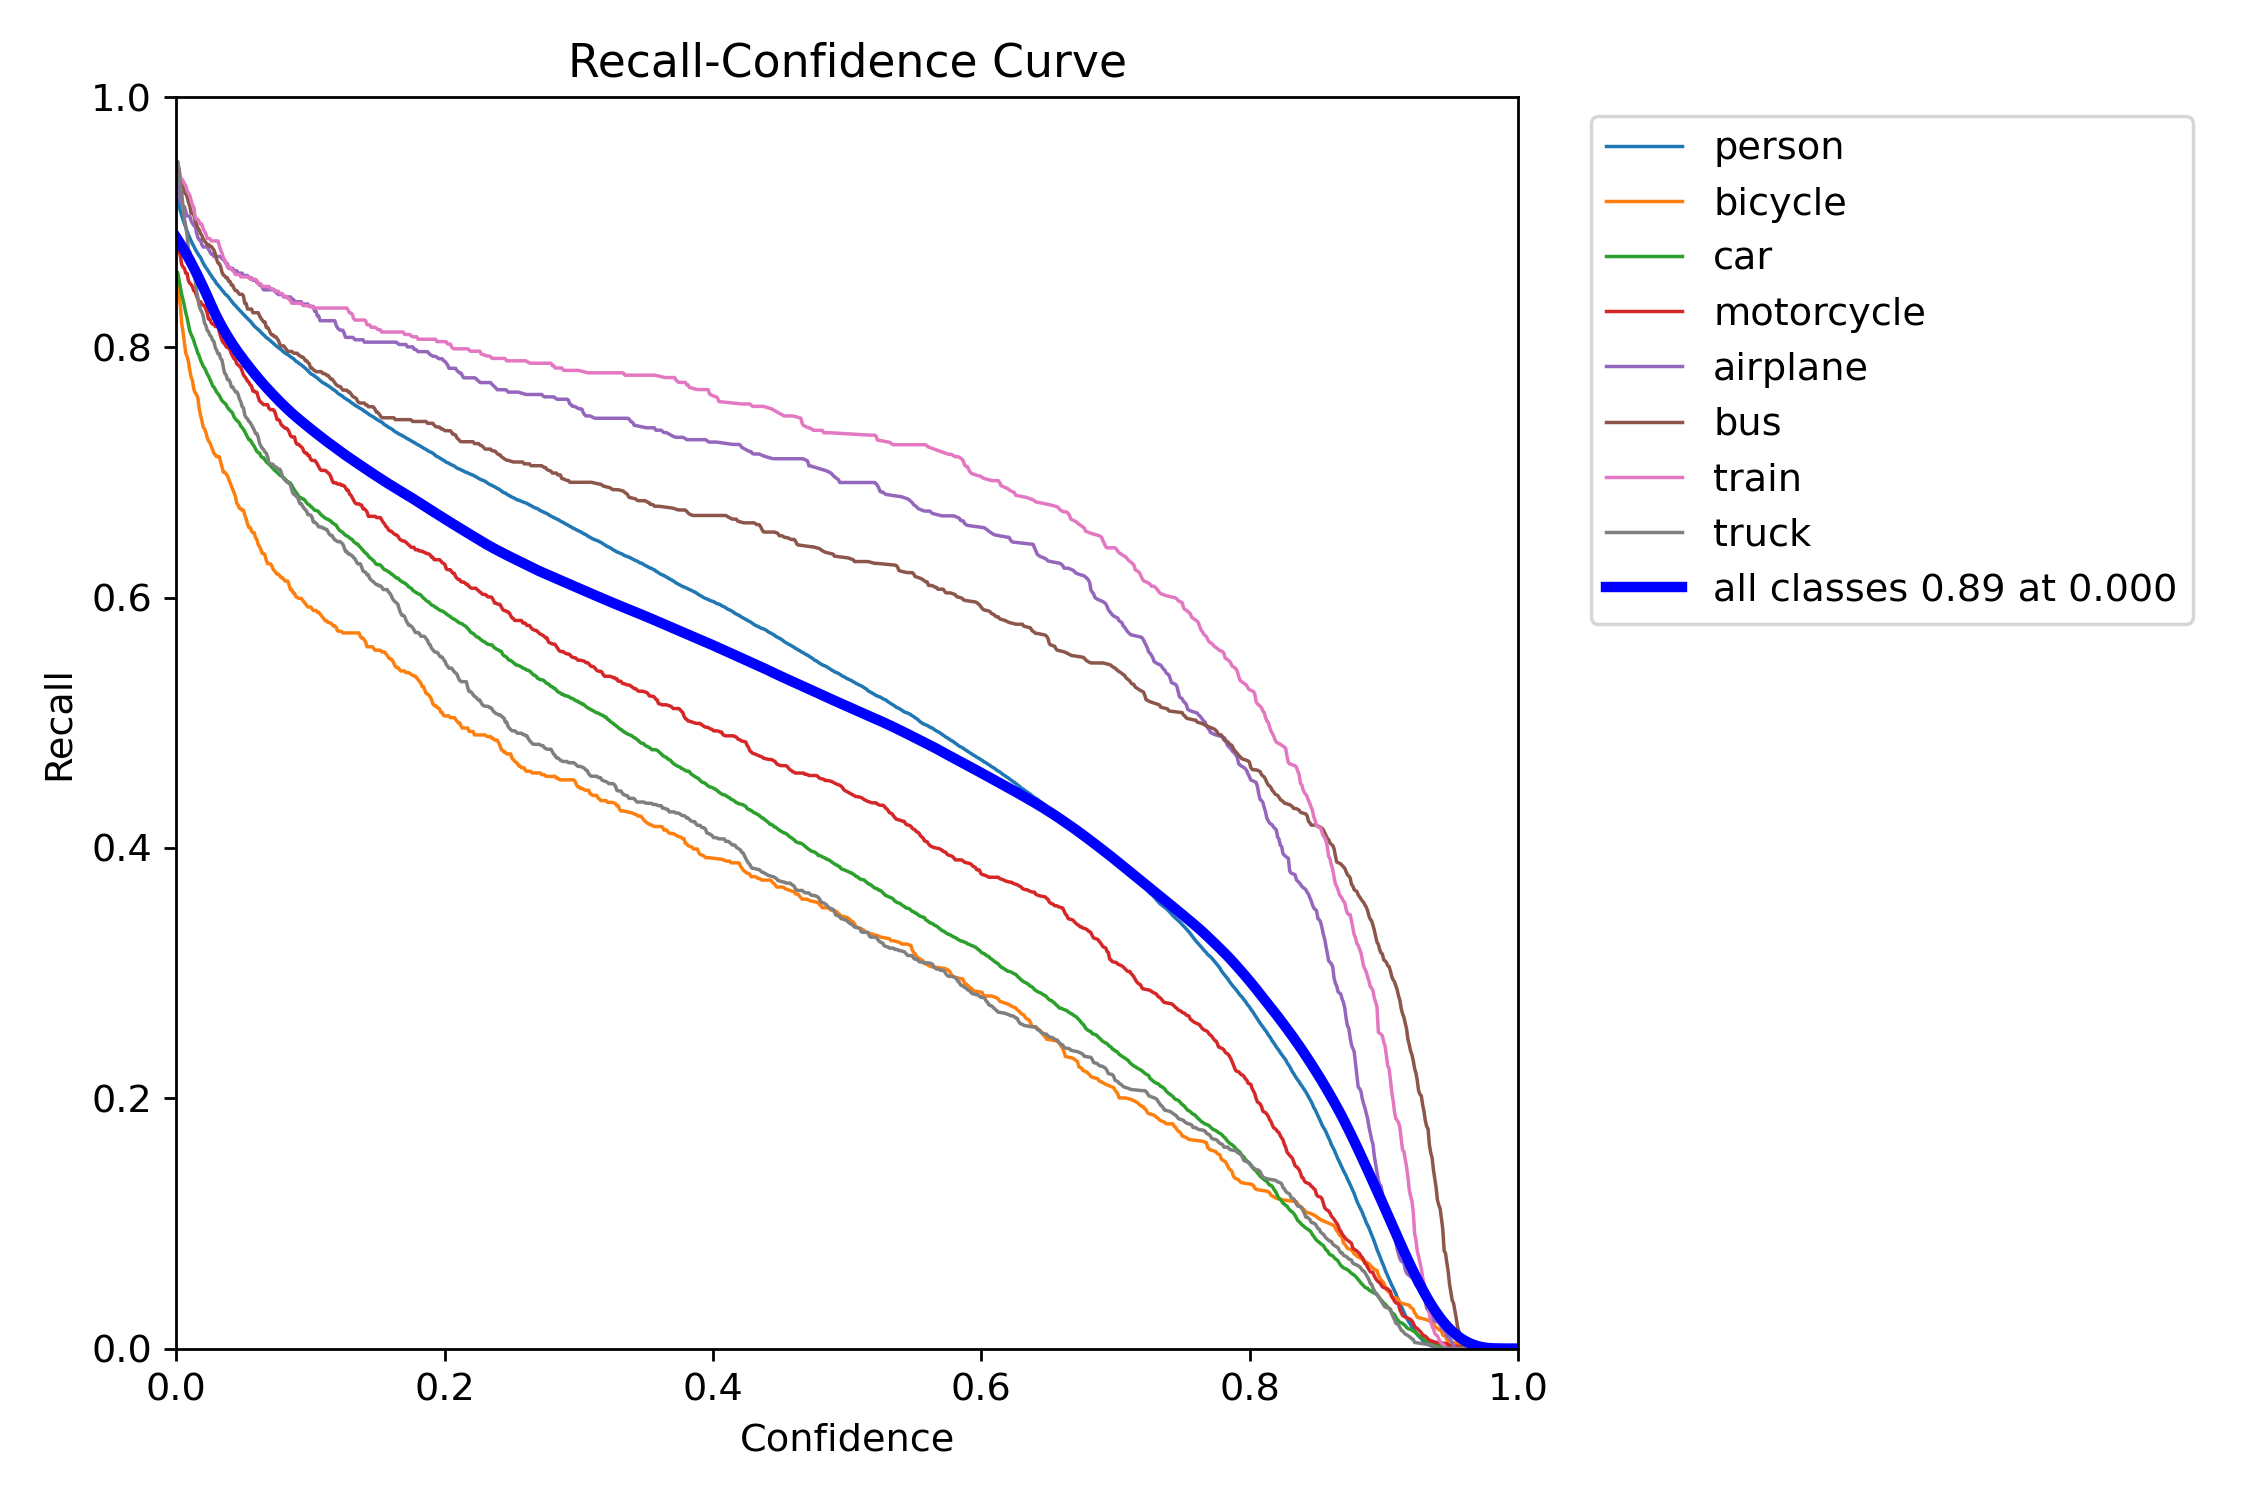 Recall-Confidence Curve
1.0
0.8
0.6
0.4
0.2
0.0
Recall
0.0 0.2 0.4 0.6 0.8 1.0
Confidence
person
bicycle
car
motorcycle
airplane
bus
train
truck
all classes 0.89 at 0.000